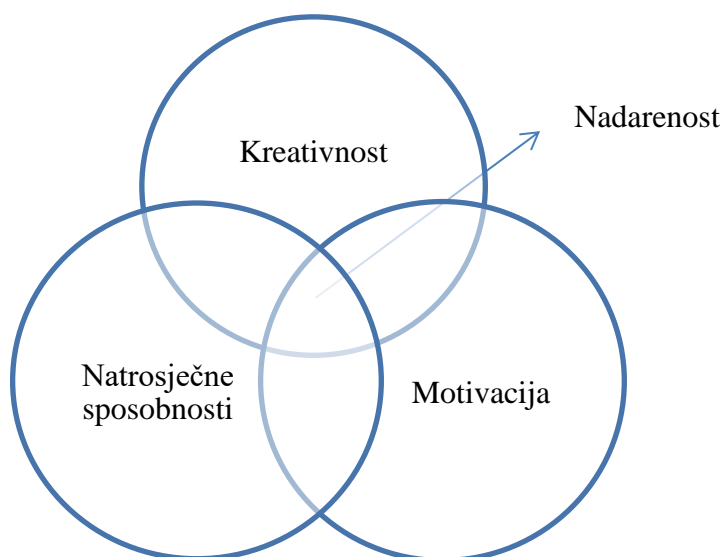 Nadarenost
Kreativnost
Natrosječne
sposobnosti
Motivacija